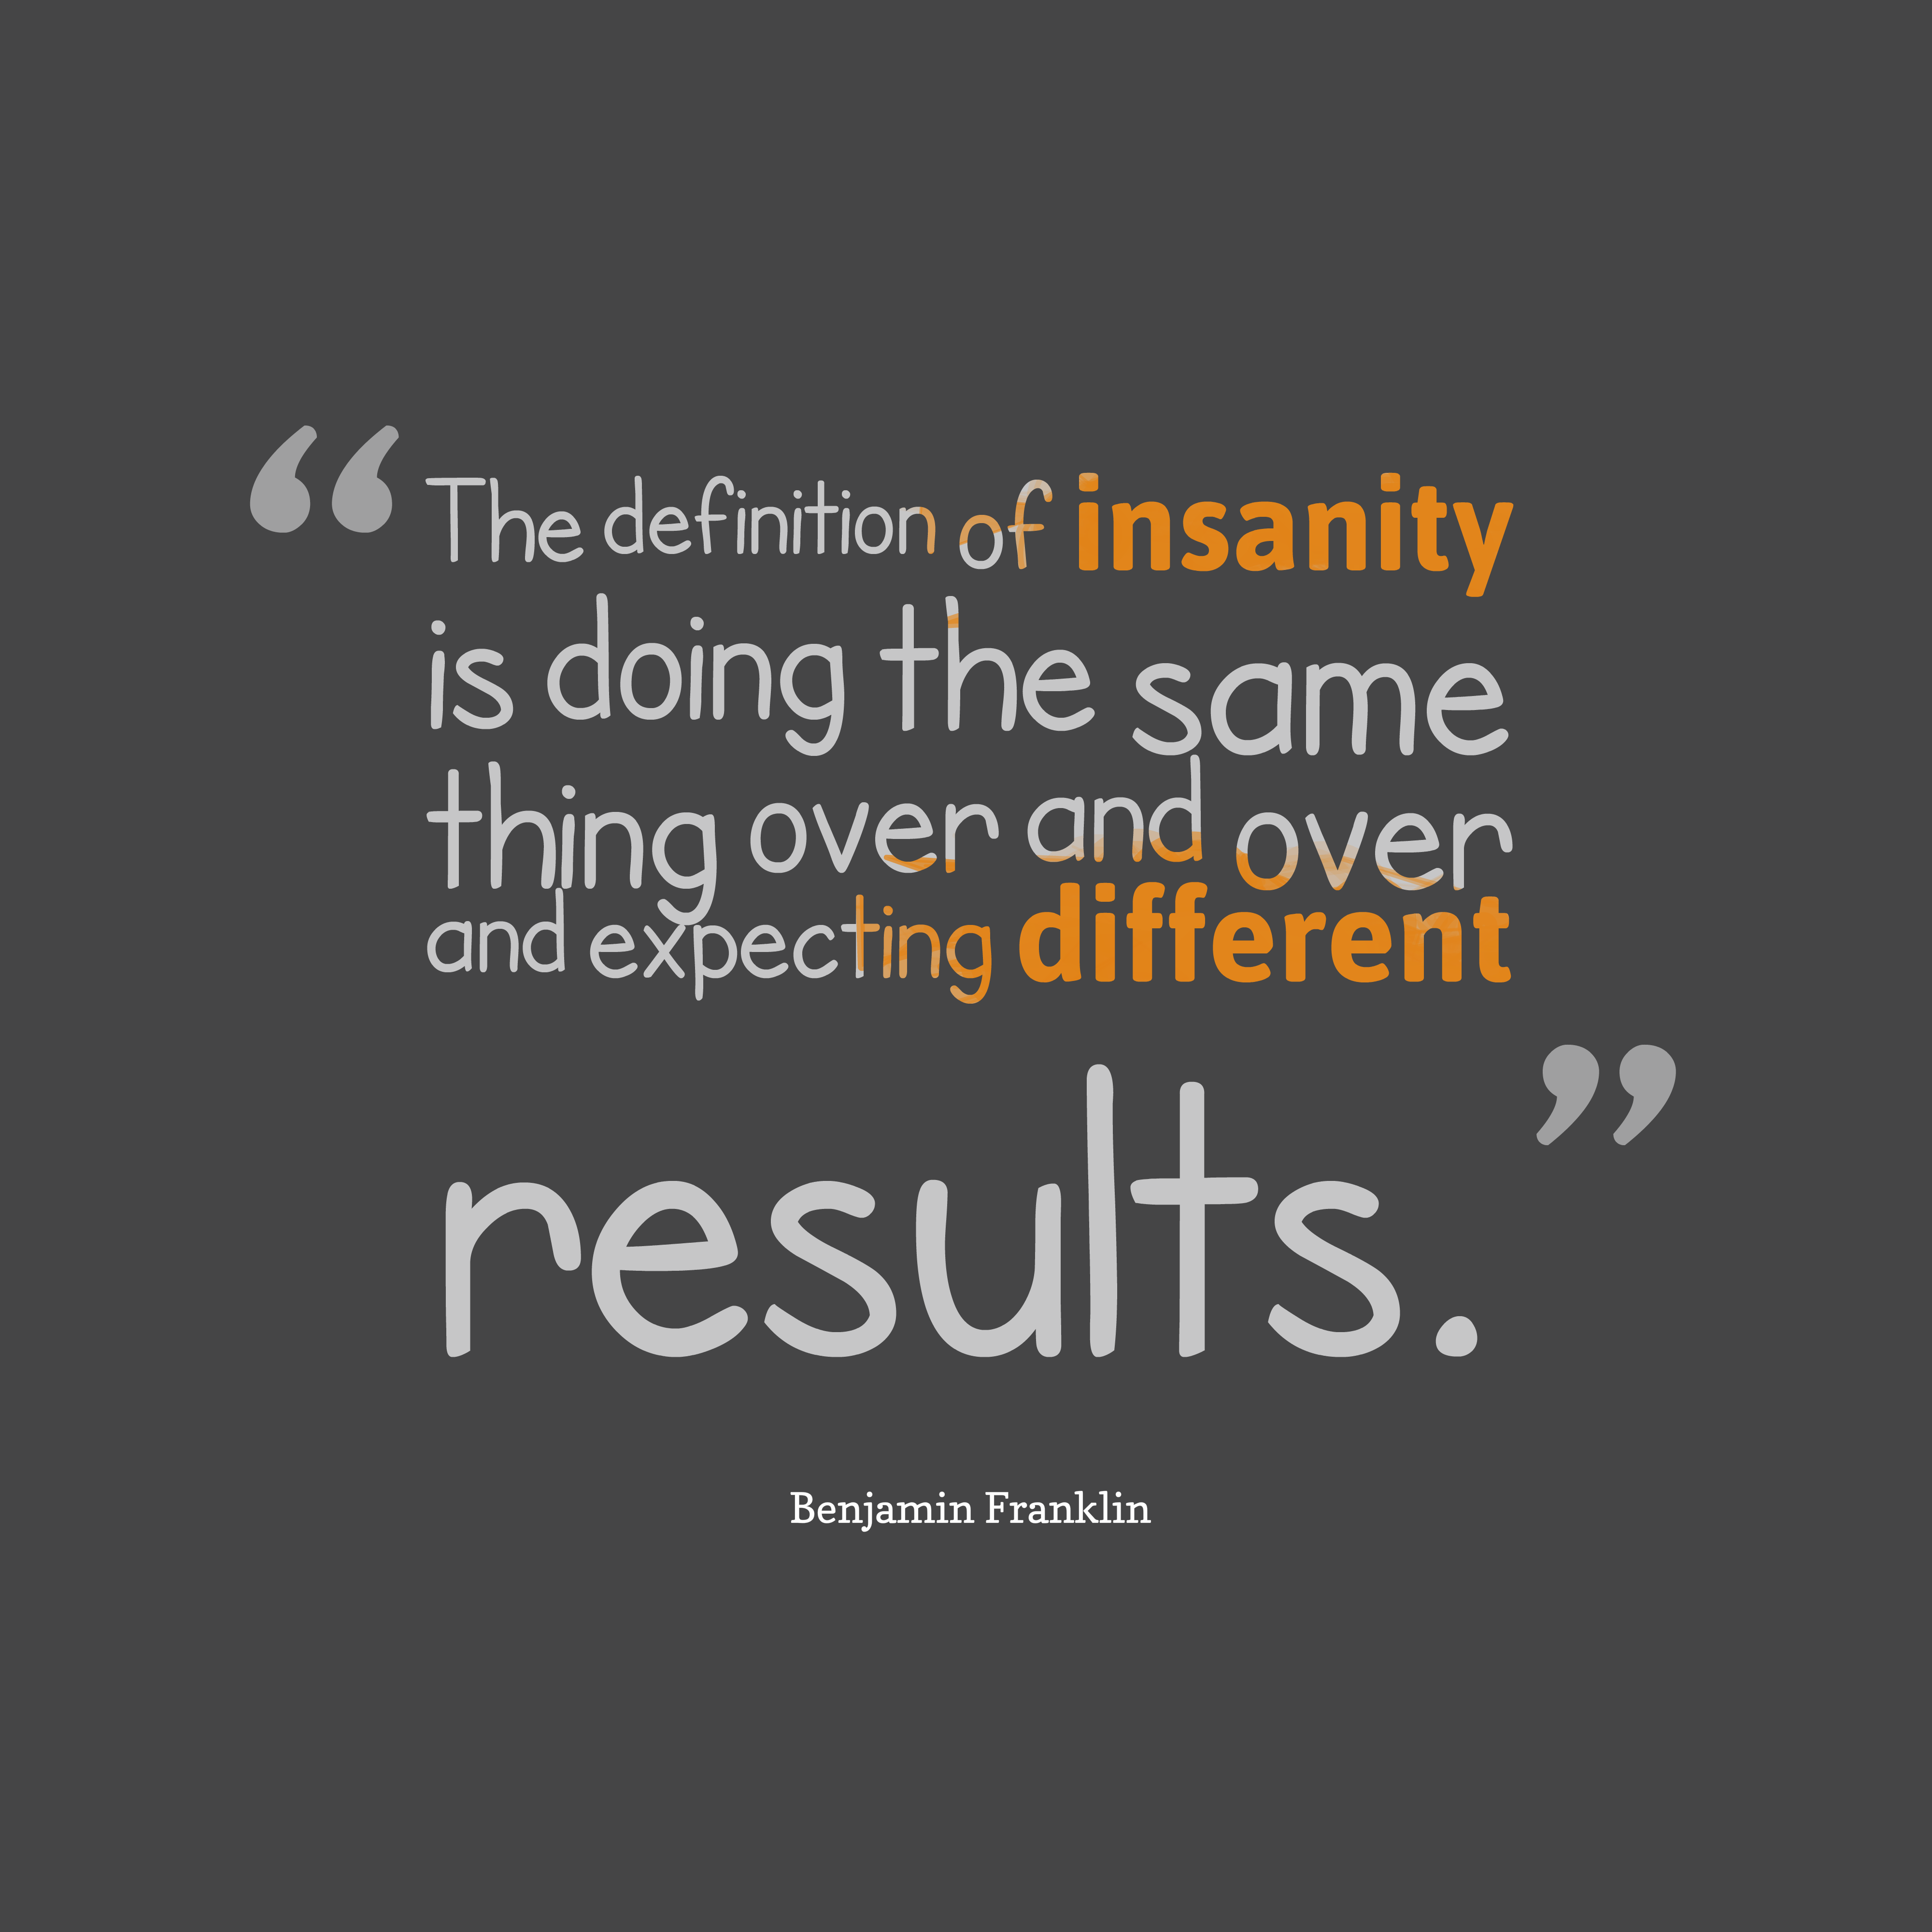 “The definition of insanity
is doing the same
thing over and over
and expecting different
results.”
Benjamin Franklin